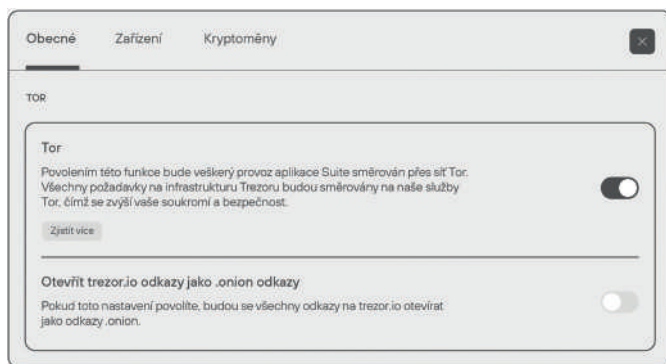 Obecné Zařízení Kryptoměny
TOR
Tor
Povolením této funkce bude veškerý provoz aplikace Suite směrován přes síť Tor.
Všechny požadavky na infrastrukturu Trezoru budou směrovány na naše služby
Tor, čímž se zvýší vaše soukromí a bezpečnost.
Zjistit více
Otevřít trezor.io odkazy jako .onion odkazy
Pokud toto nastavení povolíte, budou se všechny odkazy na trezor.io otevírat
jako odkazy .onion.